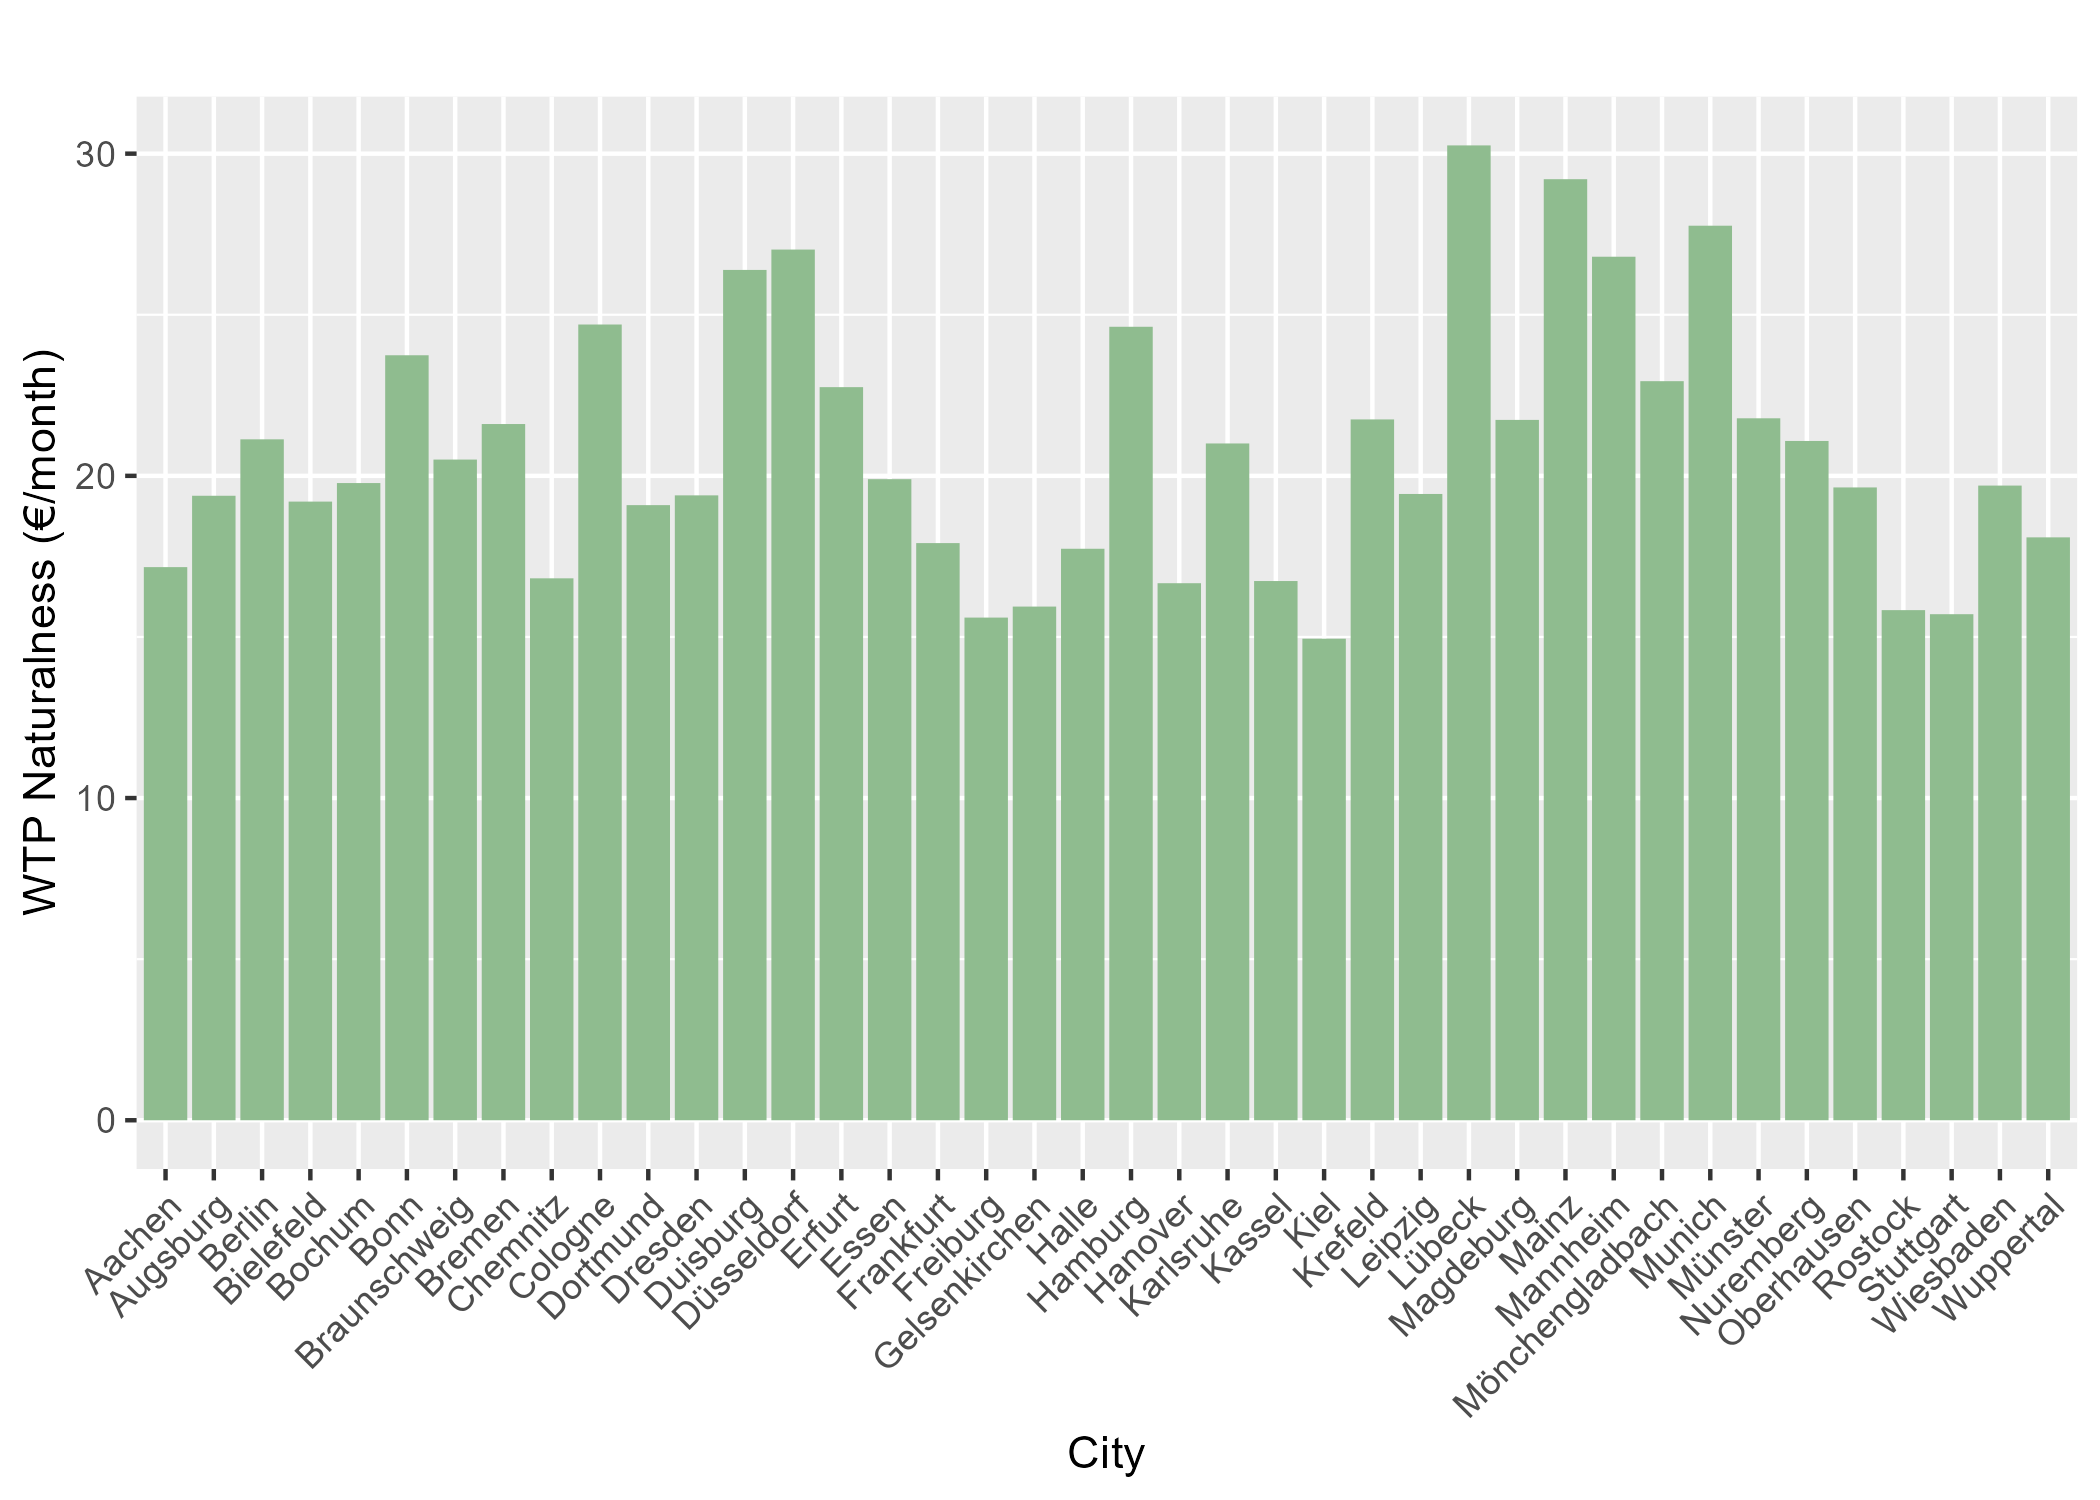 WTP Naturalness (€/month)
30
20
10
0
Aachen
Augsburg
Berlin
Bielefeld
Bochum
Bonn
Braunschweig
Bremen
Chemnitz
Cologne
Dortmund
Dresden
Duisburg
Düsseldorf
Erfurt
Essen
Frankfurt
Freiburg
Gelsenkirchen
Halle
Hamburg
Hanover
Karlsruhe
Kassel
Kiel
Krefeld
Leipzig
Lübeck
Magdeburg
Mainz
Mannheim
Mönchengladbach
Munich
Münster
Nuremberg
Oberhausen
Rostock
Stuttgart
Wiesbaden
Wuppertal
City